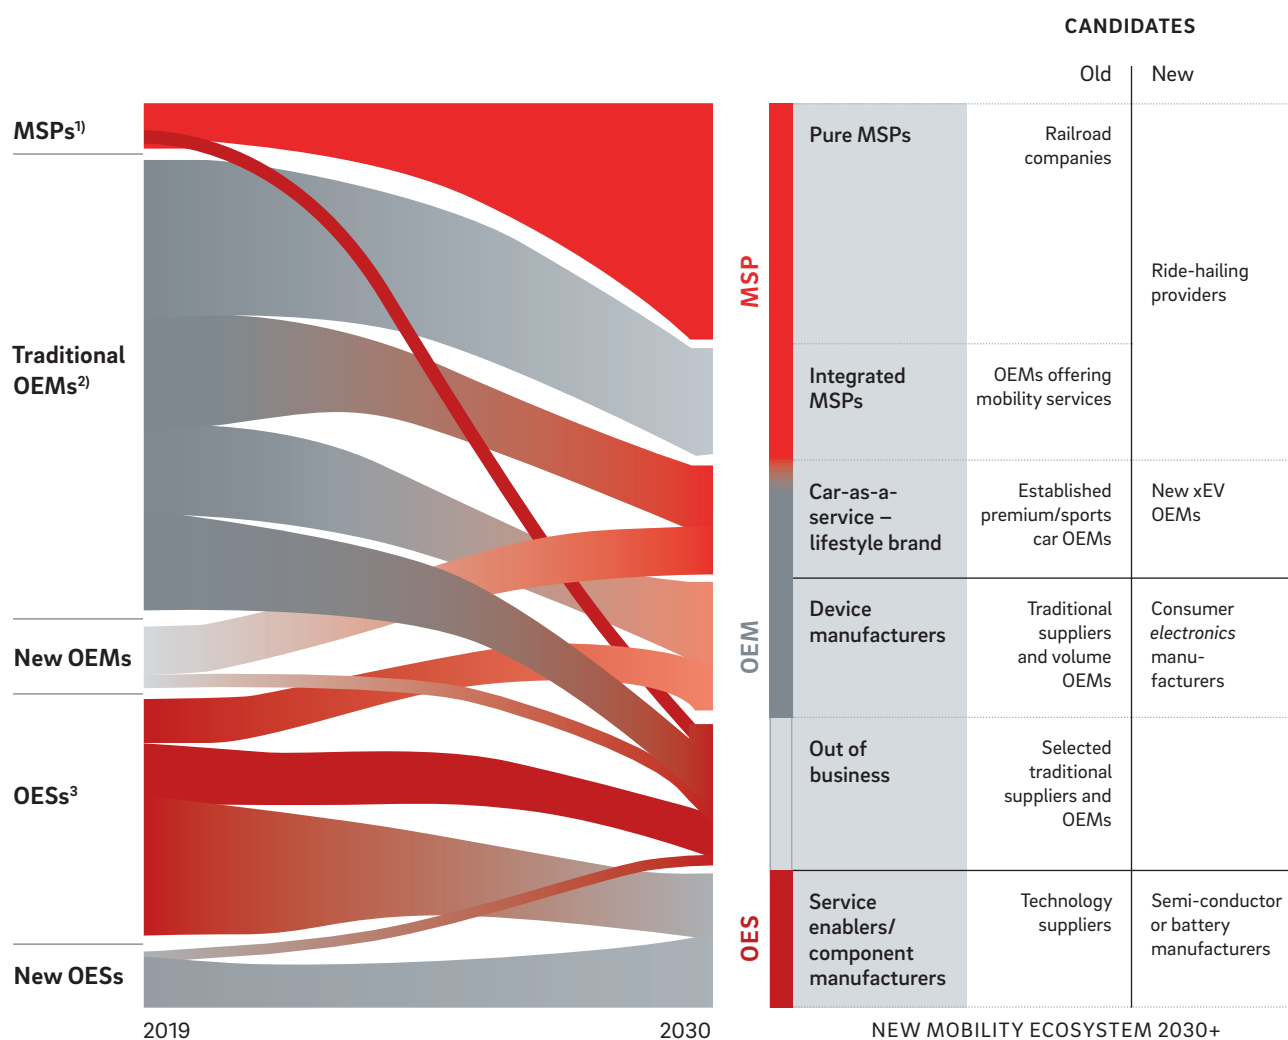 CANDIDATES
Old
New
MSPs1)
Traditional
OEMs2)
New OEMs
OESs3
New OESs
2019
2030
MSP
OEM
OES
Pure MSPs
Railroad
companies
Ride-hailing
providers
Integrated
MSPs
OEMs offering
mobility services
Car-as-a-
service –
lifestyle brand
Established
premium/sports
car OEMs
New xEV
OEMs
Device
manufacturers
Traditional
suppliers
and volume
OEMs
Consumer
electronics
manu-
facturers
Out of
business
Selected
traditional
suppliers and
OEMs
Service
enablers/
component
manufacturers
Technology
suppliers
Semi-conductor
or battery
manufacturers
NEW MOBILITY ECOSYSTEM 2030+